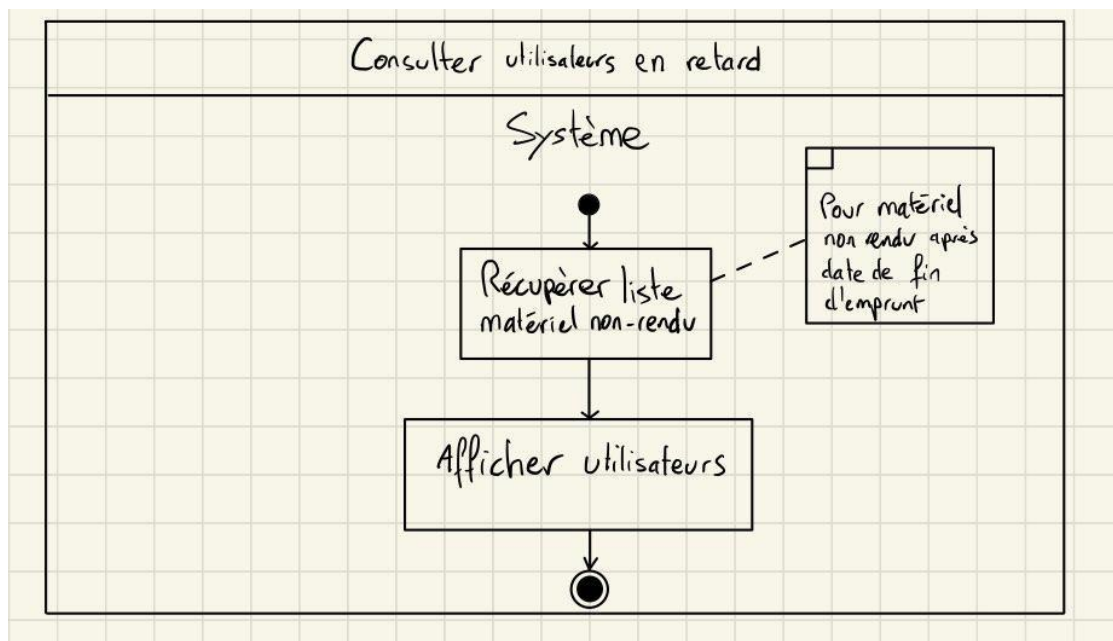 Consulter utilisateurs en retard
Système
Récupèrer liste
matériel non-rendu
Pour matériel
non rendu après
date de fin
d'emprunt
Afficher utilisateurs